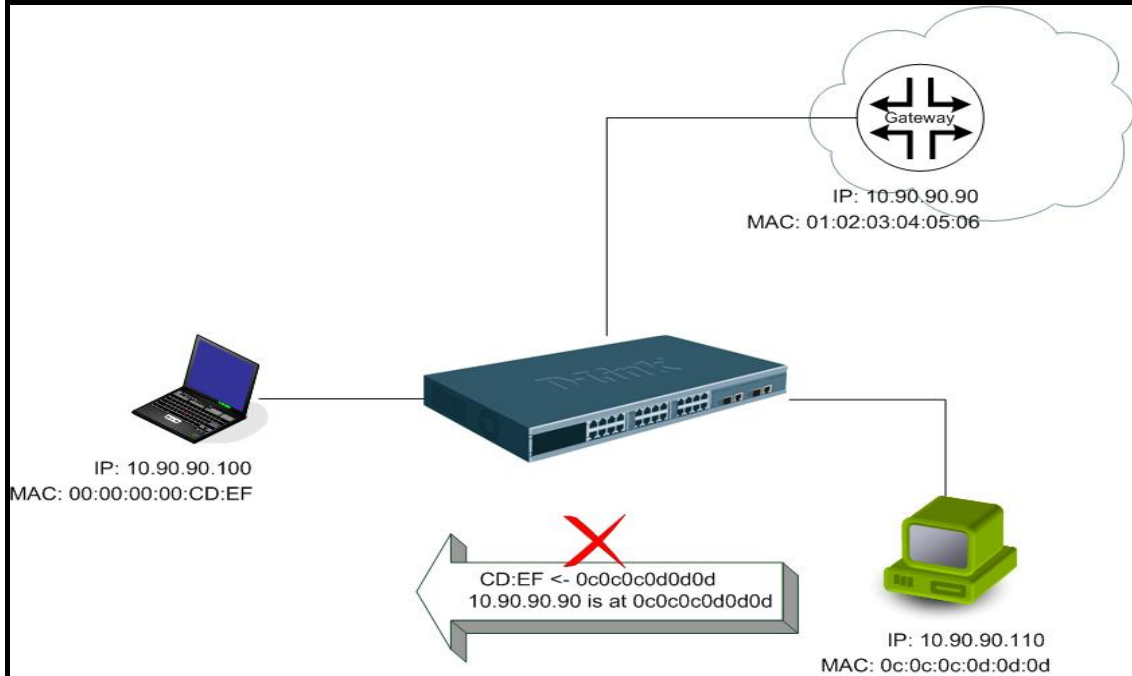 Gateway
IP: 10.90.90.90
MAC: 01:02:03:04:05:06
D-Link
IP: 10.90.90.100
MAC: 00:00:00:00:CD:EF
CD:EF <- 0c0c0c0d0d0d
10.90.90.90 is at 0c0c0c0d0d0d
IP: 10.90.90.110
MAC: 0c:0c:0c:0d:0d:0d